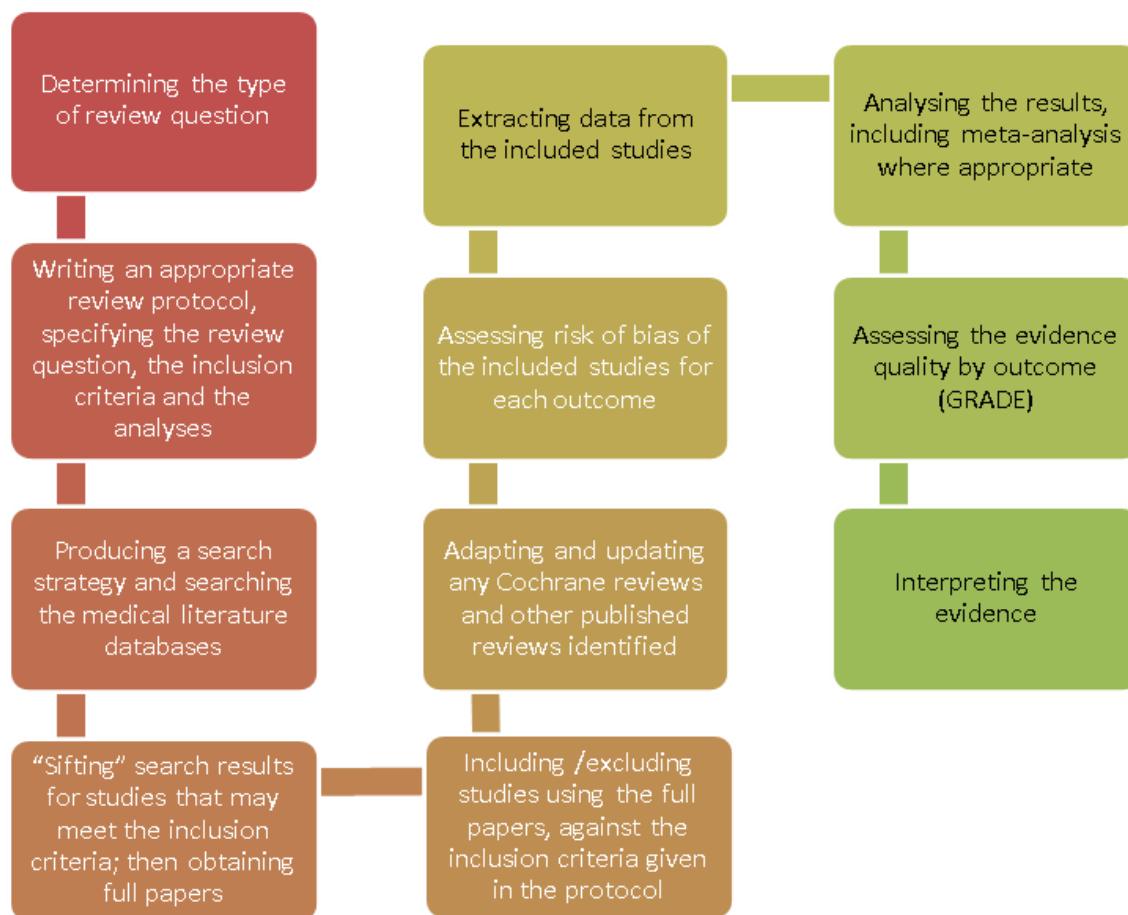 Determining the type
of review question
Writing an appropriate
review protocol,
specifying the review
question, the inclusion
criteria and the
analyses
Producing a search
strategy and searching
the medical literature
databases
“Sifting” search results
for studies that may
meet the inclusion
criteria; then obtaining
full papers
Including /excluding
studies using the full
papers, against the
inclusion criteria given
in the protocol
Adapting and updating
any Cochrane reviews
and other published
reviews identified
Assessing risk of bias of
the included studies for
each outcome
Extracting data from
the included studies
Analysing the results,
including meta-analysis
where appropriate
Assessing the evidence
quality by outcome
(GRADE)
Interpreting the
evidence